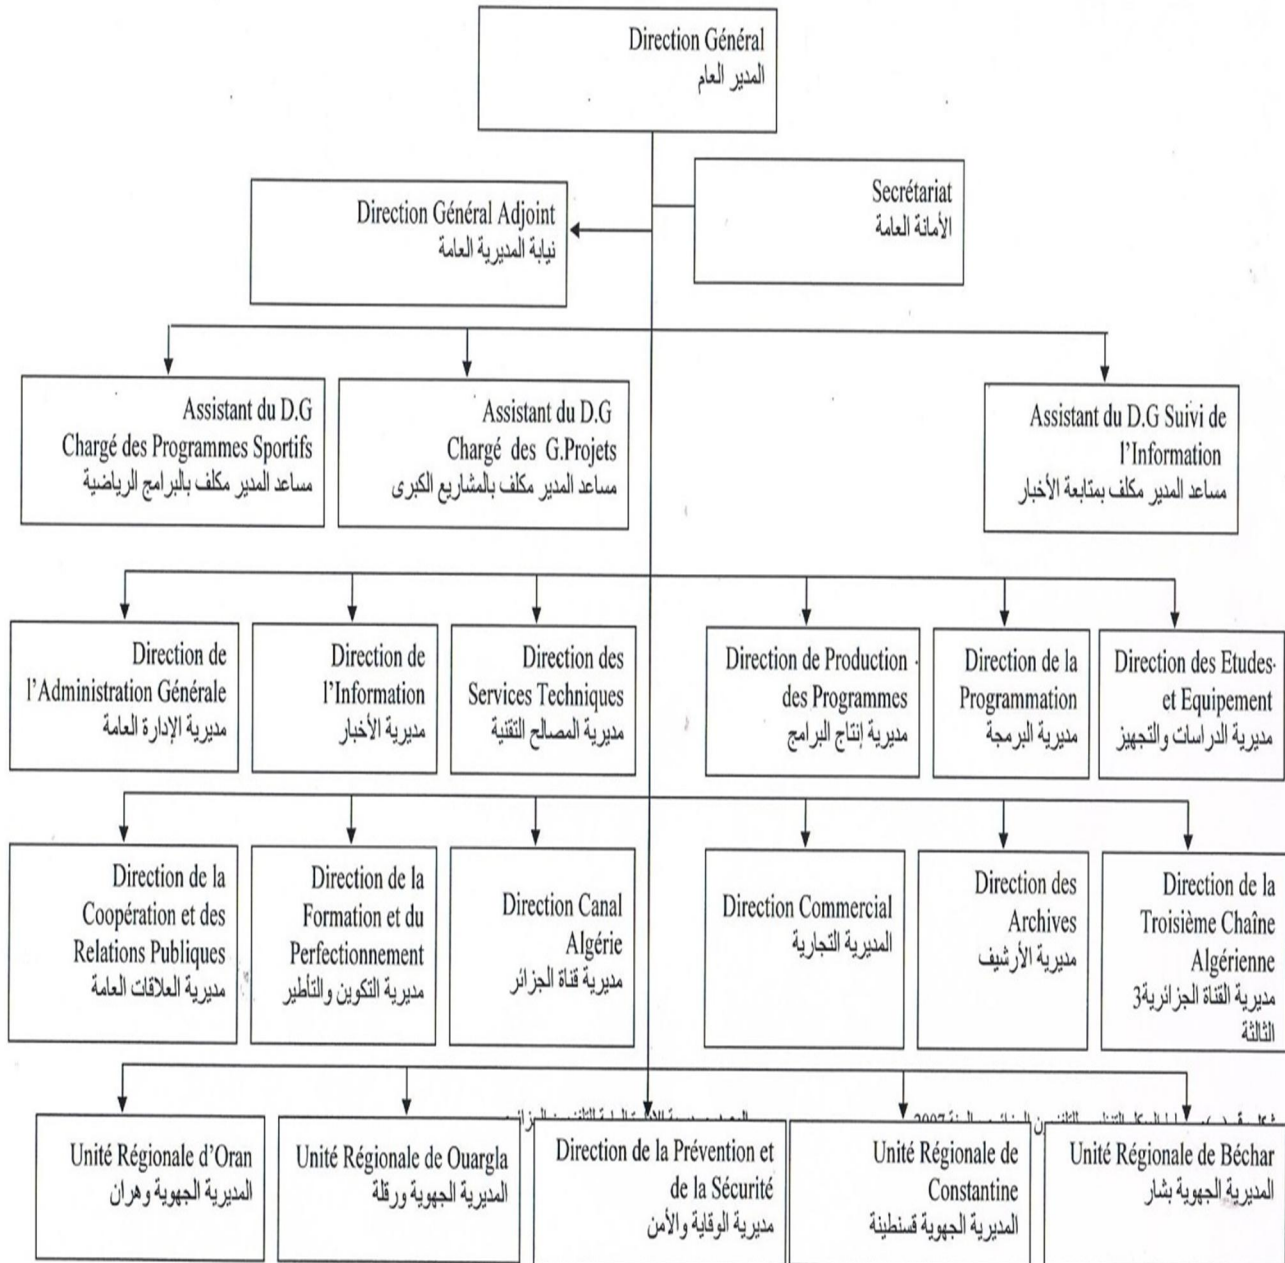 Direction Général
المدير العام
Secrétariat
الأمانة العامة
Direction Général Adjoint
نيابة المديرية العامة
Assistant du D.G
Chargé des Programmes Sportifs
مساعد المدير مكلف بالبرامج الرياضية
Assistant du D.G
Chargé des G.Projets
مساعد المدير مكلف بالمشاريع الكبرى
Assistant du D.G Suivi de
l'Information
مساعد المدير مكلف بمتابعة الأخبار
Direction de
l'Administration Générale
مديرية الإدارة العامة
Direction de
l'Information
مديرية الأخبار
Direction des
Services Techniques
مديرية المصالح التقنية
Direction de Production
des Programmes
مديرية إنتاج البرامج
Direction de la
Programmation
مديرية البرمجة
Direction des Etudes
et Equipement
مديرية الدراسات والتجهيز
Direction de la
Coopération et des
Relations Publiques
مديرية العلاقات العامة
Direction de la
Formation et du
Perfectionnement
مديرية التكوين والتأطير
Direction Canal
Algérie
مديرية قناة الجزائر
Direction Commercial
المديرية التجارية
Direction des
Archives
مديرية الأرشيف
Direction de la
Troisième Chaîne
Algérienne
مديرية القناة الجزائرية3
الثالثة
2007
Unité Régionale d'Oran
المديرية الجهوية وهران
Unité Régionale de Ouargla
المديرية الجهوية ورقلة
Direction de la Prévention et
de la Sécurité
مديرية الوقاية والأمن
Unité Régionale de
Constantine
المديرية الجهوية قسنطينة
Unité Régionale de Béchar
المديرية الجهوية بشار